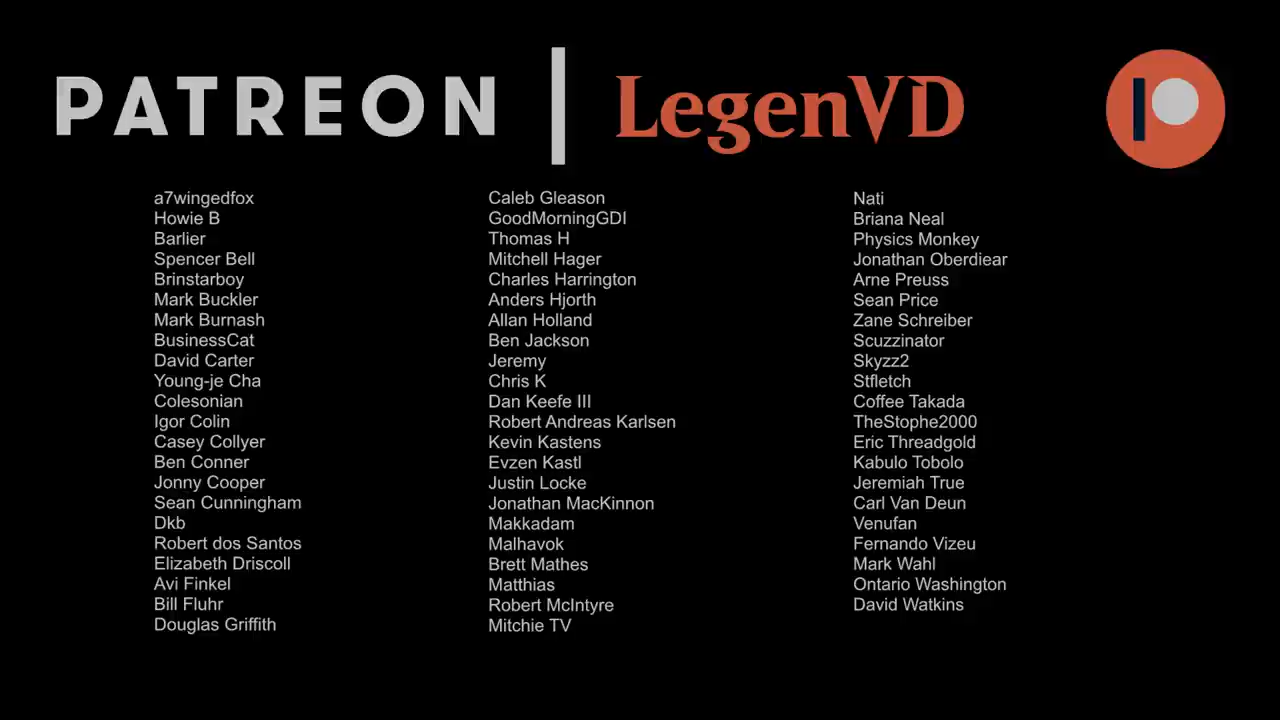 PATREON | LegenVD
a7wingedfox
Howie B
Barlier
Spencer Bell
Brinstarboy
Mark Buckler
Mark Burnash
BusinessCat
David Carter
Young-je Cha
Colesonian
Igor Colin
Casey Collyer
Ben Conner
Jonny Cooper
Sean Cunningham
Dkb
Robert dos Santos
Elizabeth Driscoll
Avi Finkel
Bill Fluhr
Douglas Griffith
Caleb Gleason
GoodMorningGDI
Thomas H
Mitchell Hager
Charles Harrington
Anders Hjorth
Allan Holland
Ben Jackson
Jeremy
Chris K
Dan Keefe III
Robert Andreas Karlsen
Kevin Kastens
Evzen Kastl
Justin Locke
Jonathan MacKinnon
Makkadam
Malhavok
Brett Mathes
Matthias
Robert McIntyre
Mitchie TV
Nati
Briana Neal
Physics Monkey
Jonathan Oberdiear
Arne Preuss
Sean Price
Zane Schreiber
Scuzzinator
Skyzz2
Stfletch
Coffee Takada
TheStophe2000
Eric Threadgold
Kabulo Tobolo
Jeremiah True
Carl Van Deun
Venufan
Fernando Vizeu
Mark Wahl
Ontario Washington
David Watkins